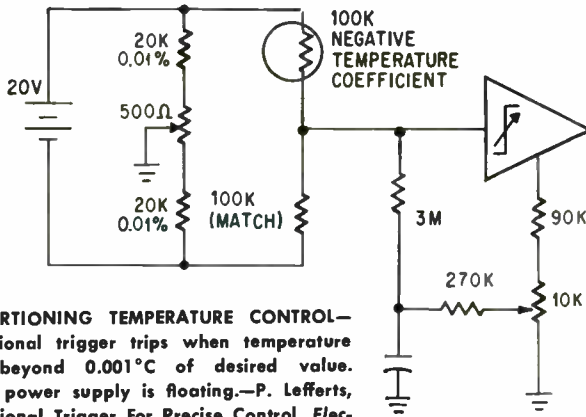 100K
NEGATIVE
TEMPERATURE
COEFFICIENT
20K
0.01%
20V
500Ω
20K
0.01%
100K
(MATCH)
3M
90K
270K
10K
RTIONING TEMPERATURE CONTROL—
ional trigger trips when temperature
beyond 0.001°C of desired value.
power supply is floating.—P. Lefferts,
ional Trigger For Precise Control, Elec-